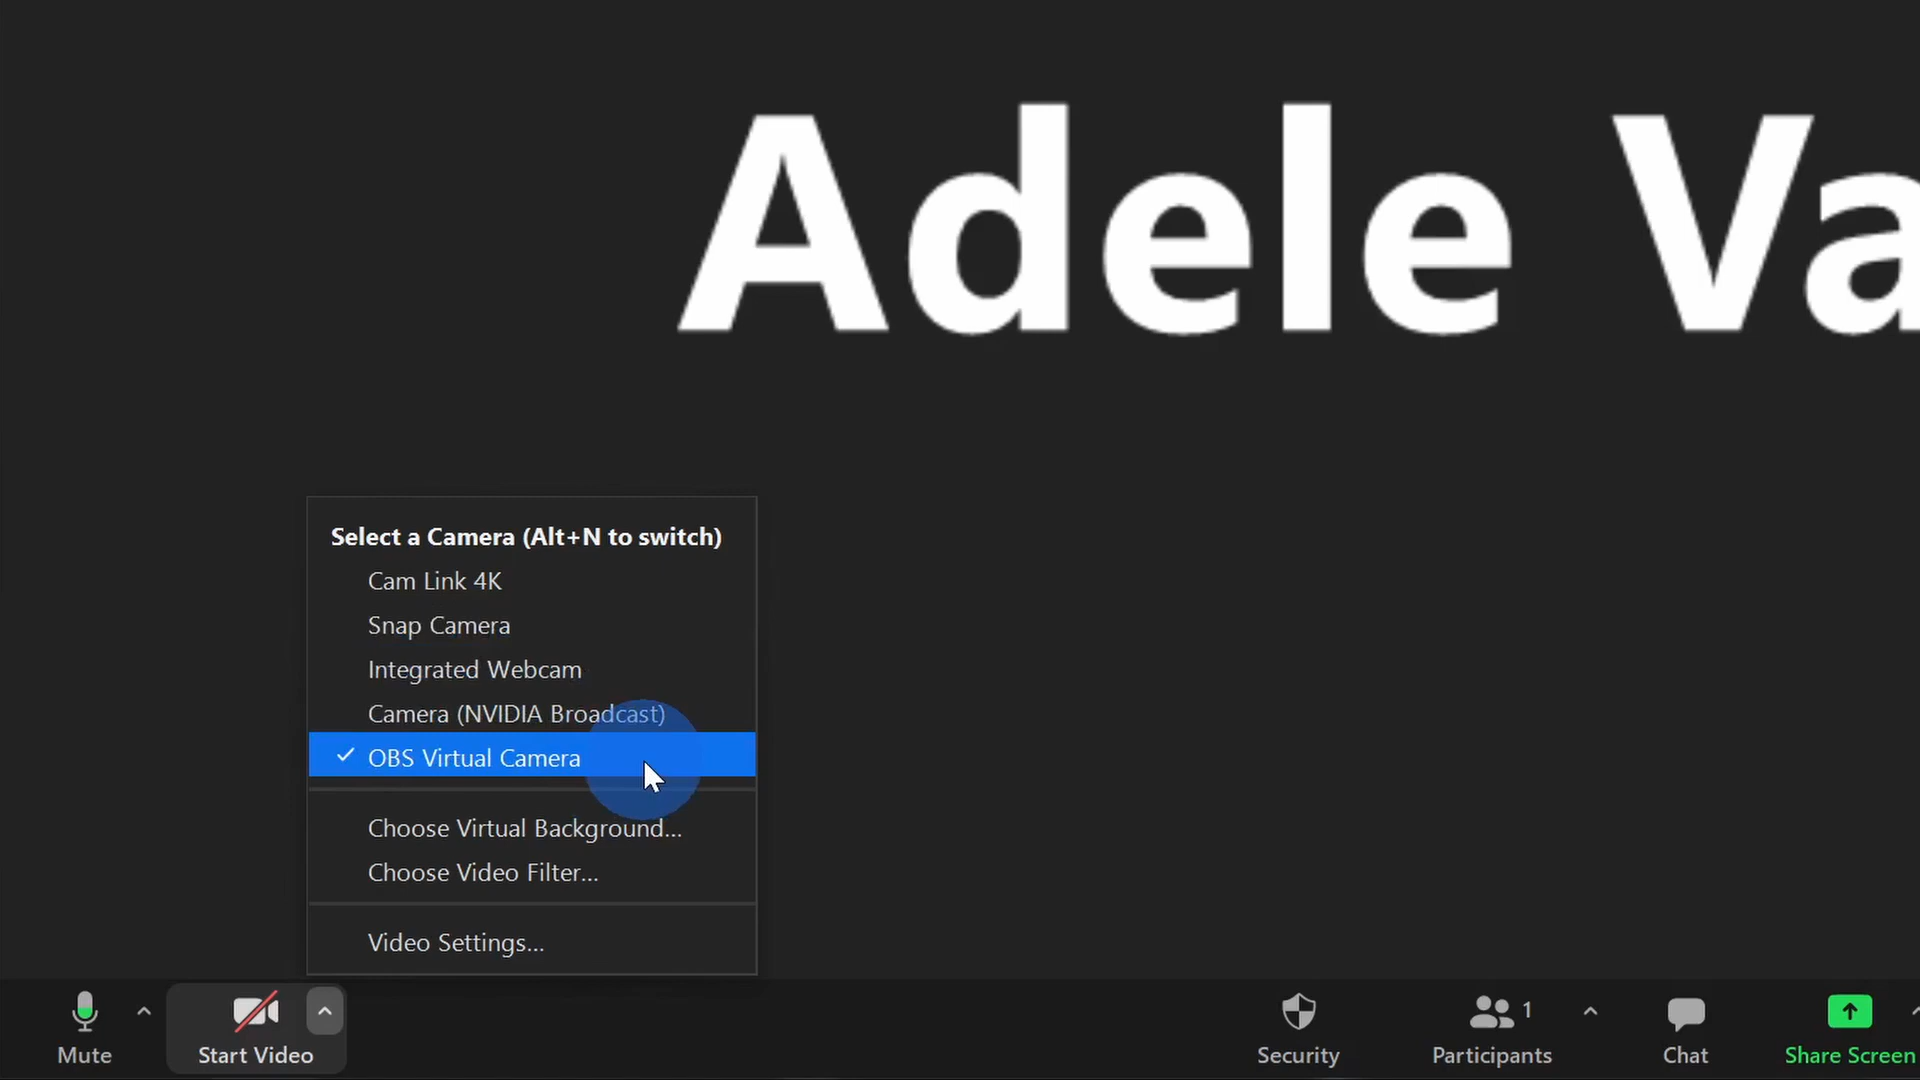 Adele Va
Select a Camera (Alt+N to switch)
Cam Link 4K
Snap Camera
Integrated Webcam
Camera (NVIDIA Broadcast)
OBS Virtual Camera
Choose Virtual Background...
Choose Video Filter...
Video Settings...
Mute
Start Video
Security
1
Participants
Chat
Share Screen